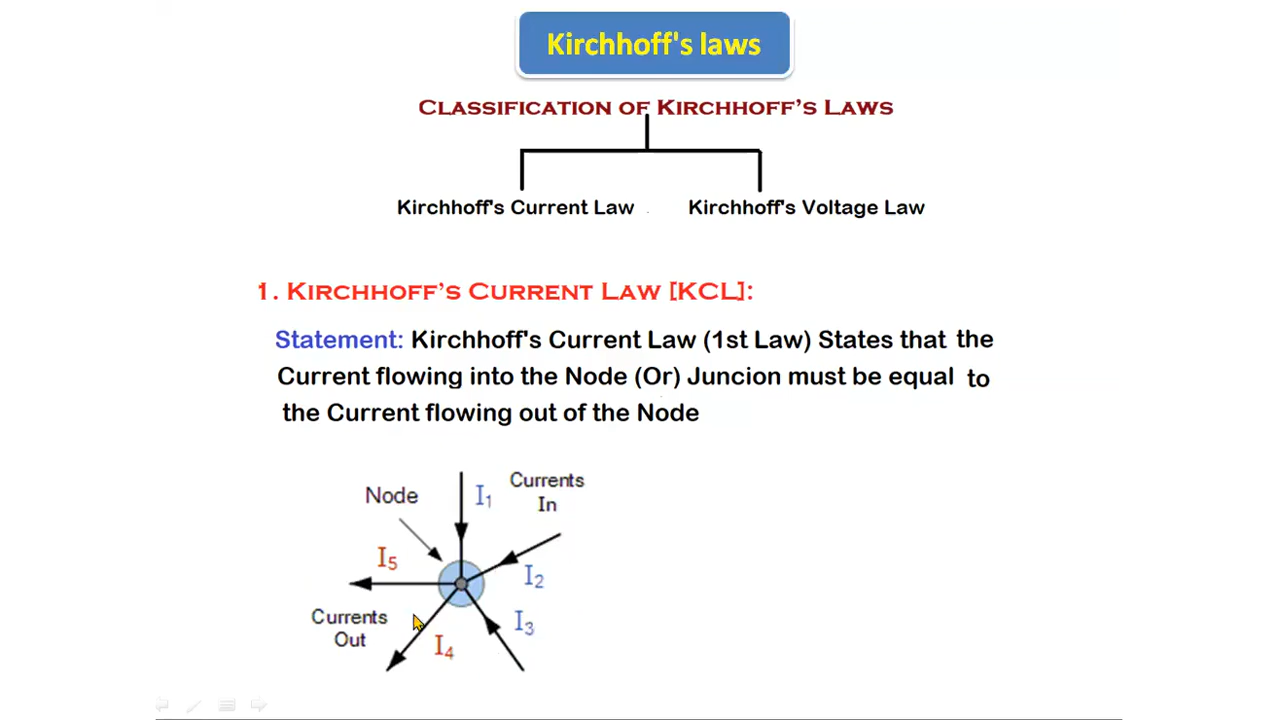 Kirchhoff's laws
Classification of Kirchhoff's Laws
Kirchhoff's Current Law Kirchhoff's Voltage Law
1. Kirchhoff's Current Law [KCL]:
Statement: Kirchhoff's Current Law (1st Law) States that the
Current flowing into the Node (Or) Juncion must be equal to
the Current flowing out of the Node
Node
I1
Currents
In
I5
I2
Currents
Out
I3
I4